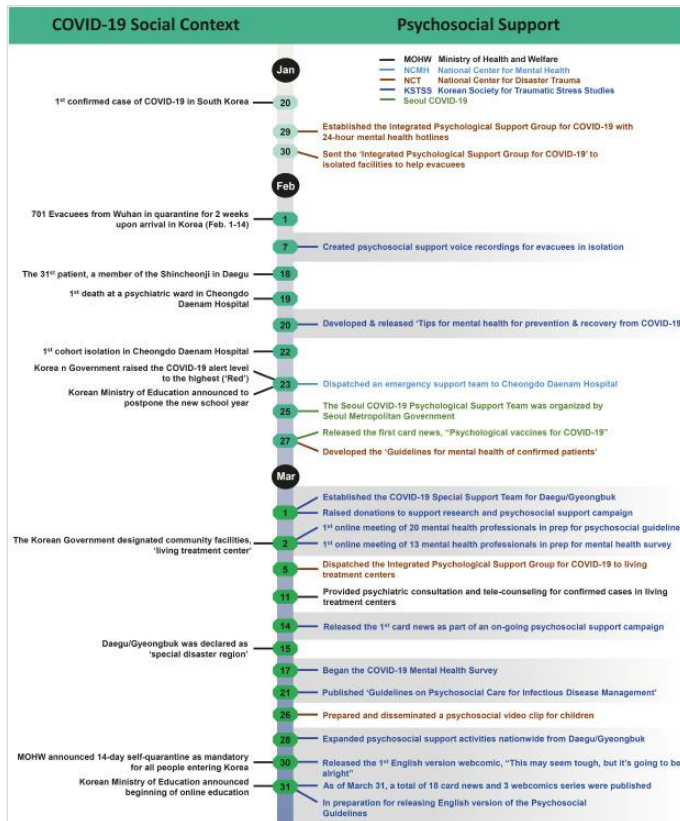 COVID-19 Social Context
Psychosocial Support
MOHW Ministry of Health and Welfare
NCMH National Center for Mental Health
NCT National Center for Disaster Trauma
KSTSS Korean Society for Traumatic Stress Studies
Seoul COVID-19
Jan
1st confirmed case of COVID-19 in South Korea
20
29
Established the Integrated Psychological Support Group for COVID-19 with
24-hour mental health hotlines
30
Sent the 'Integrated Psychological Support Group for COVID-19' to
isolated facilities to help evacuees
Feb
701 Evacuees from Wuhan in quarantine for 2 weeks
upon arrival in Korea (Feb. 1-14)
1
7
Created psychosocial support voice recordings for evacuees in isolation
The 31st patient, a member of the Shincheonji in Daegu
18
1st death at a psychiatric ward in Cheongdo
Daenam Hospital
19
20
Developed & released 'Tips for mental health for prevention & recovery from COVID-19
1st cohort isolation in Cheongdo Daenam Hospital
22
Korea n Government raised the COVID-19 alert level
to the highest ('Red')
Korean Ministry of Education announced to
postpone the new school year
23
Dispatched an emergency support team to Cheongdo Daenam Hospital
25
The Seoul COVID-19 Psychological Support Team was organized by
Seoul Metropolitan Government
27
Released the first card news, "Psychological vaccines for COVID-19"
Developed the 'Guidelines for mental health of confirmed patients'
Mar
1
Established the COVID-19 Special Support Team for Daegu/Gyeongbuk
Raised donations to support research and psychosocial support campaign
The Korean Government designated community facilities,
'living treatment center'
2
1st online meeting of 20 mental health professionals in prep for psychosocial guideline
1st online meeting of 13 mental health professionals in prep for mental health survey
5
Dispatched the Integrated Psychological Support Group for COVID-19 to living
treatment centers
11
Provided psychiatric consultation and tele-counseling for confirmed cases in living
treatment centers
14
Released the 1st card news as part of an on-going psychosocial support campaign
Daegu/Gyeongbuk was declared as
'special disaster region'
15
17
Began the COVID-19 Mental Health Survey
21
Published 'Guidelines on Psychosocial Care for Infectious Disease Management'
26
Prepared and disseminated a psychosocial video clip for children
28
Expanded psychosocial support activities nationwide from Daegu/Gyeongbuk
MOHW announced 14-day self-quarantine as mandatory
for all people entering Korea
30
Released the 1st English version webcomic, "This may seem tough, but it's going to be
alright"
Korean Ministry of Education announced
beginning of online education
31
As of March 31, a total of 18 card news and 3 webcomics series were published
In preparation for releasing English version of the Psychosocial
Guidelines